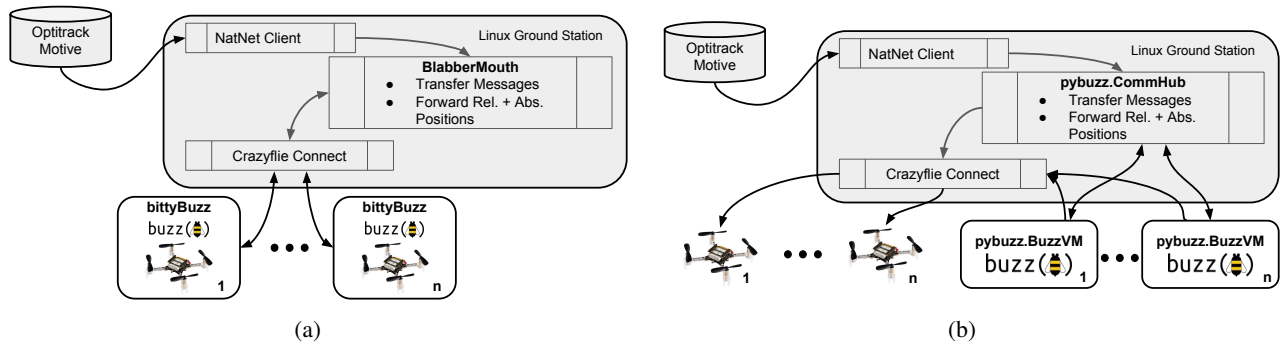 Optitrack
Motive
NatNet Client
Linux Ground Station
BlabberMouth
● Transfer Messages
● Forward Rel. + Abs.
Positions
Crazyflie Connect
bittyBuzz
buzz( )
1
bittyBuzz
buzz( )
n
(a)
Optitrack
Motive
NatNet Client
Linux Ground Station
pybuzz.CommHub
● Transfer Messages
● Forward Rel. + Abs.
Positions
Crazyflie Connect
1
n
pybuzz.BuzzVM
buzz( )
1
pybuzz.BuzzVM
buzz( )
n
(b)